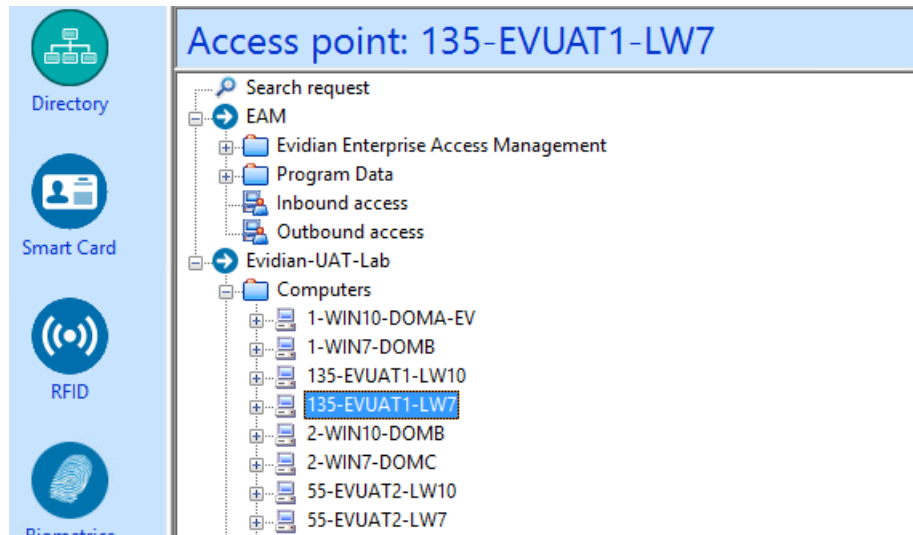 Access point: 135-EVUAT1-LW7
Directory
Smart Card
RFID
Biometrics
Search request
EAM
Evidian Enterprise Access Management
Program Data
Inbound access
Outbound access
Evidian-UAT-Lab
Computers
1-WIN10-DOMA-EV
1-WIN7-DOMB
135-EVUAT1-LW10
135-EVUAT1-LW7
2-WIN10-DOMB
2-WIN7-DOMC
55-EVUAT2-LW10
55-EVUAT2-LW7